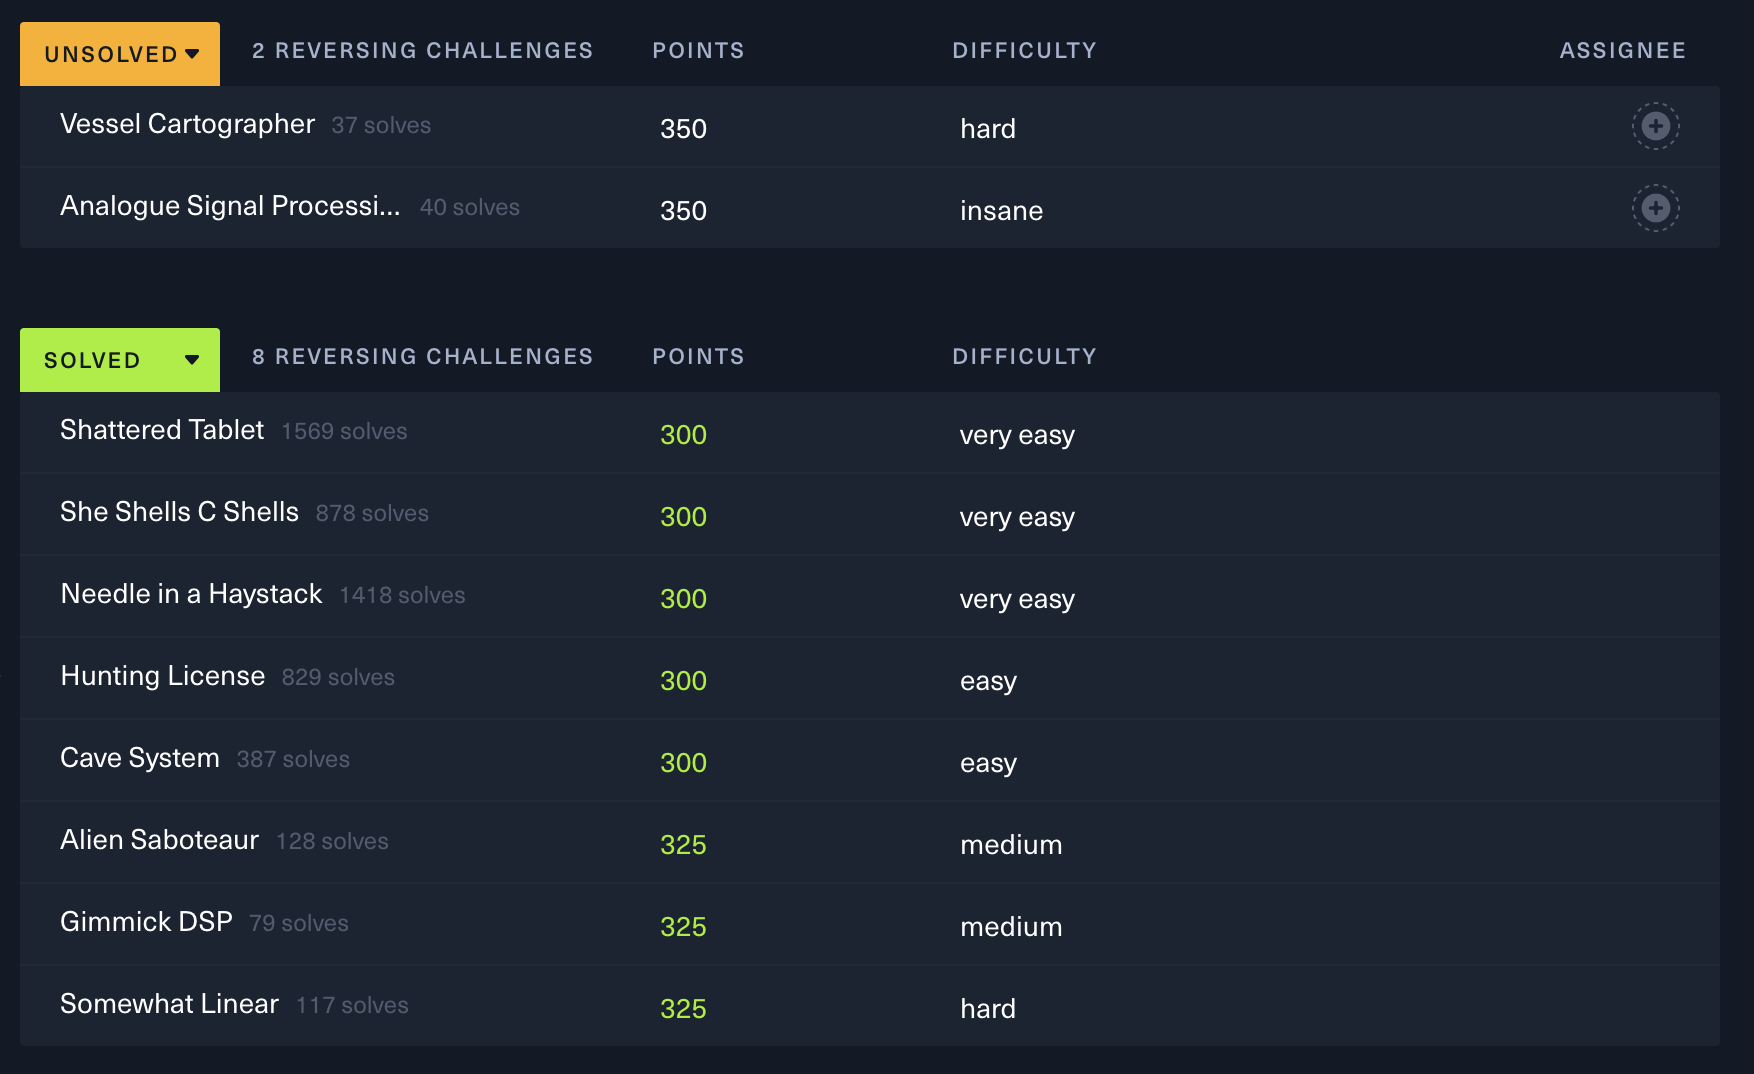 UNSOLVED 2 REVERSING CHALLENGES POINTS DIFFICULTY ASSIGNEE
Vessel Cartographer 37 solves 350 hard
Analogue Signal Processi... 40 solves 350 insane
SOLVED 8 REVERSING CHALLENGES POINTS DIFFICULTY
Shattered Tablet 1569 solves 300 very easy
She Shells C Shells 878 solves 300 very easy
Needle in a Haystack 1418 solves 300 very easy
Hunting License 829 solves 300 easy
Cave System 387 solves 300 easy
Alien Saboteaur 128 solves 325 medium
Gimmick DSP 79 solves 325 medium
Somewhat Linear 117 solves 325 hard